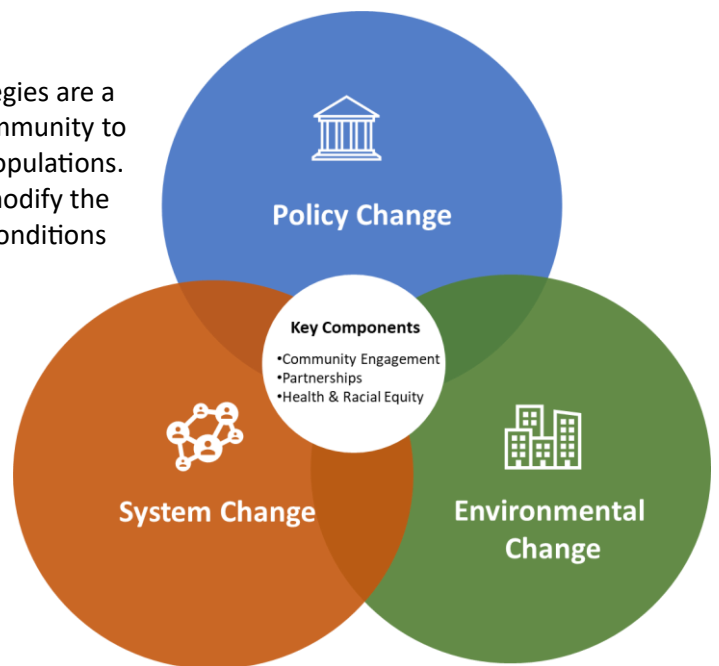 egies are a
mmunity to
opulations.
modify the
onditions
Policy Change
Key Components
•Community Engagement
•Partnerships
•Health & Racial Equity
System Change
Environmental
Change